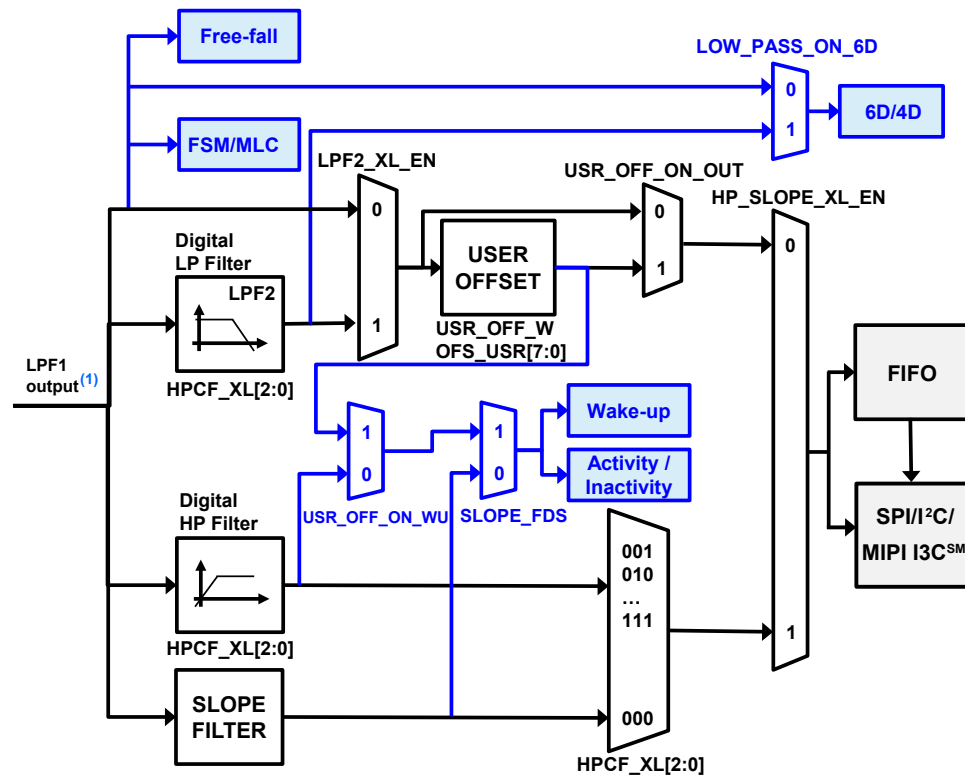 Free-fall
LOW_PASS_ON_6D
0
1
6D/4D
FSM/MLC
LPF2_XL_EN
USR_OFF_ON_OUT
HP_SLOPE_XL_EN
0
0
0
Digital
LP Filter
LPF2
USER
OFFSET
1
1
USR_OFF_W
OFS_USR[7:0]
LPF1
output(1)
HPCF_XL[2:0]
FIFO
Wake-up
1
0
1
0
Activity /
Inactivity
Digital
HP Filter
USR_OFF_ON_WU
SLOPE_FDS
SPI/I²C/
MIPI I3C℠
001
010
...
111
1
HPCF_XL[2:0]
SLOPE
FILTER
000
HPCF_XL[2:0]